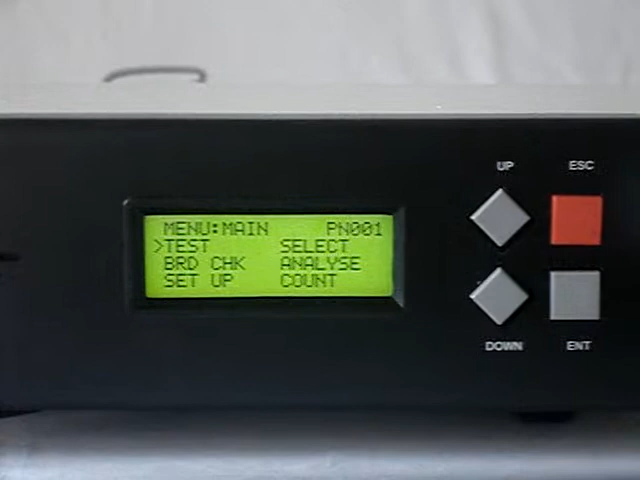 UP ESC
MENU:MAIN PN001
>TEST SELECT
BRD CHK ANALYSE
SET UP COUNT
DOWN ENT